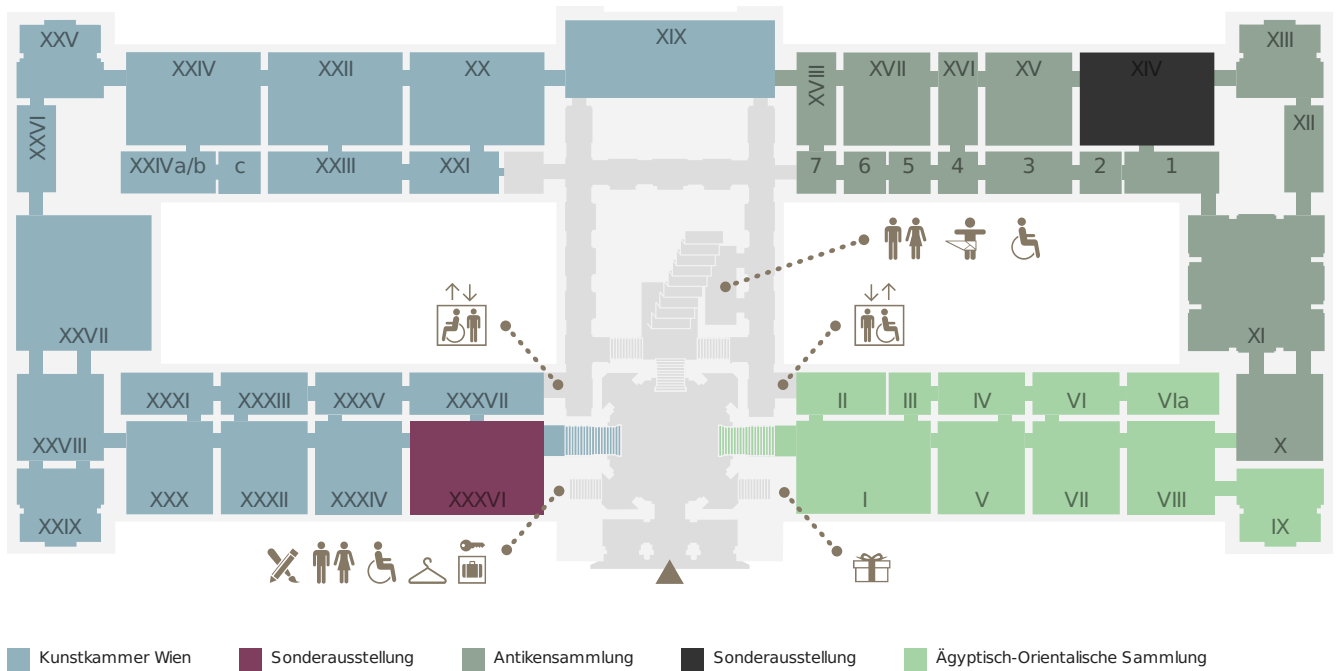 XXV
XXIV
XXII
XX
XIX
XVIII
XVII
XVI
XV
XIV
XIII
XXVI
XII
XXIVa/b
c
XXIII
XXI
7
6
5
4
3
2
1
XXVII
XI
XXXI
XXXIII
XXXV
XXXVII
II
III
IV
VI
VIa
XXVIII
X
XXX
XXXII
XXXIV
XXXVI
I
V
VII
VIII
XXIX
IX
Kunstkammer Wien
Sonderausstellung
Antikensammlung
Sonderausstellung
Ägyptisch-Orientalische Sammlung